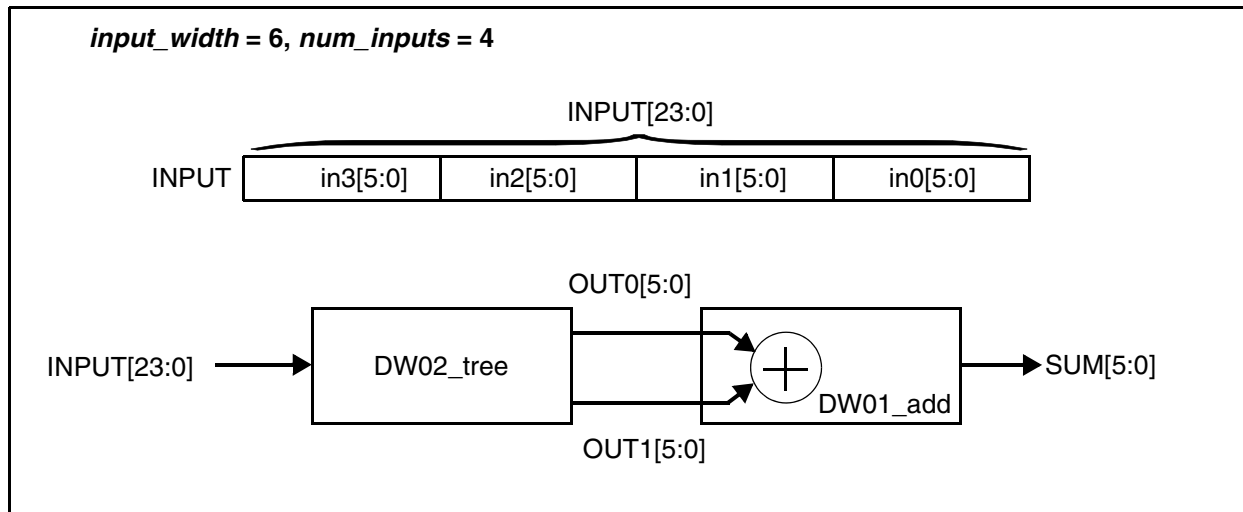 input_width = 6, num_inputs = 4
INPUT[23:0]
INPUT in3[5:0] in2[5:0] in1[5:0] in0[5:0]
OUT0[5:0]
INPUT[23:0] DW02_tree + SUM[5:0]
DW01_add
OUT1[5:0]